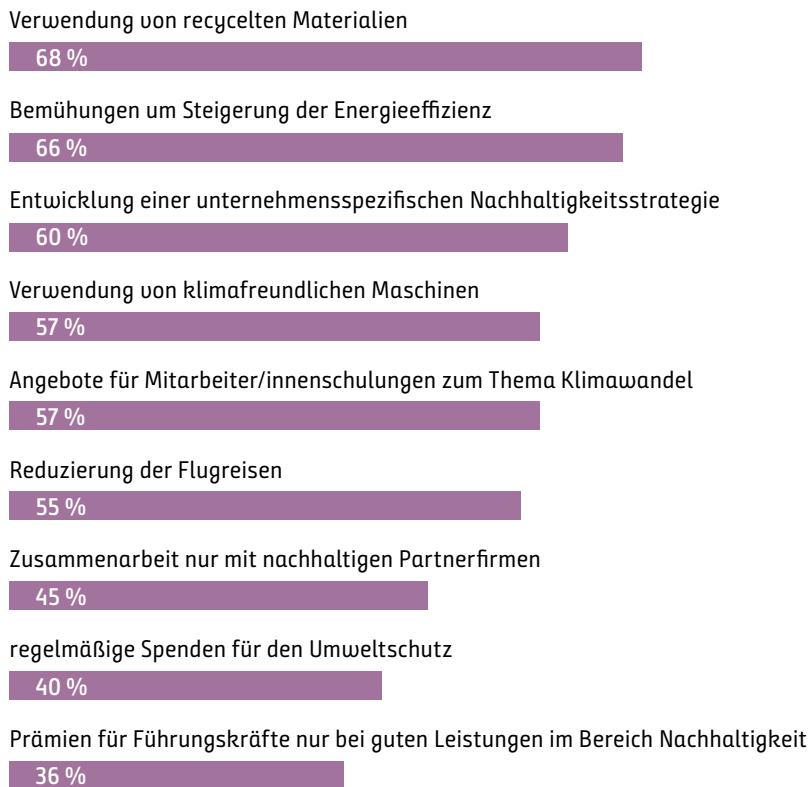 Verwendung von recycelten Materialien
68 %
Bemühungen um Steigerung der Energieeffizienz
66 %
Entwicklung einer unternehmensspezifischen Nachhaltigkeitsstrategie
60 %
Verwendung von klimafreundlichen Maschinen
57 %
Angebote für Mitarbeiter/innenschulungen zum Thema Klimawandel
57 %
Reduzierung der Flugreisen
55 %
Zusammenarbeit nur mit nachhaltigen Partnerfirmen
45 %
regelmäßige Spenden für den Umweltschutz
40 %
Prämien für Führungskräfte nur bei guten Leistungen im Bereich Nachhaltigkeit
36 %